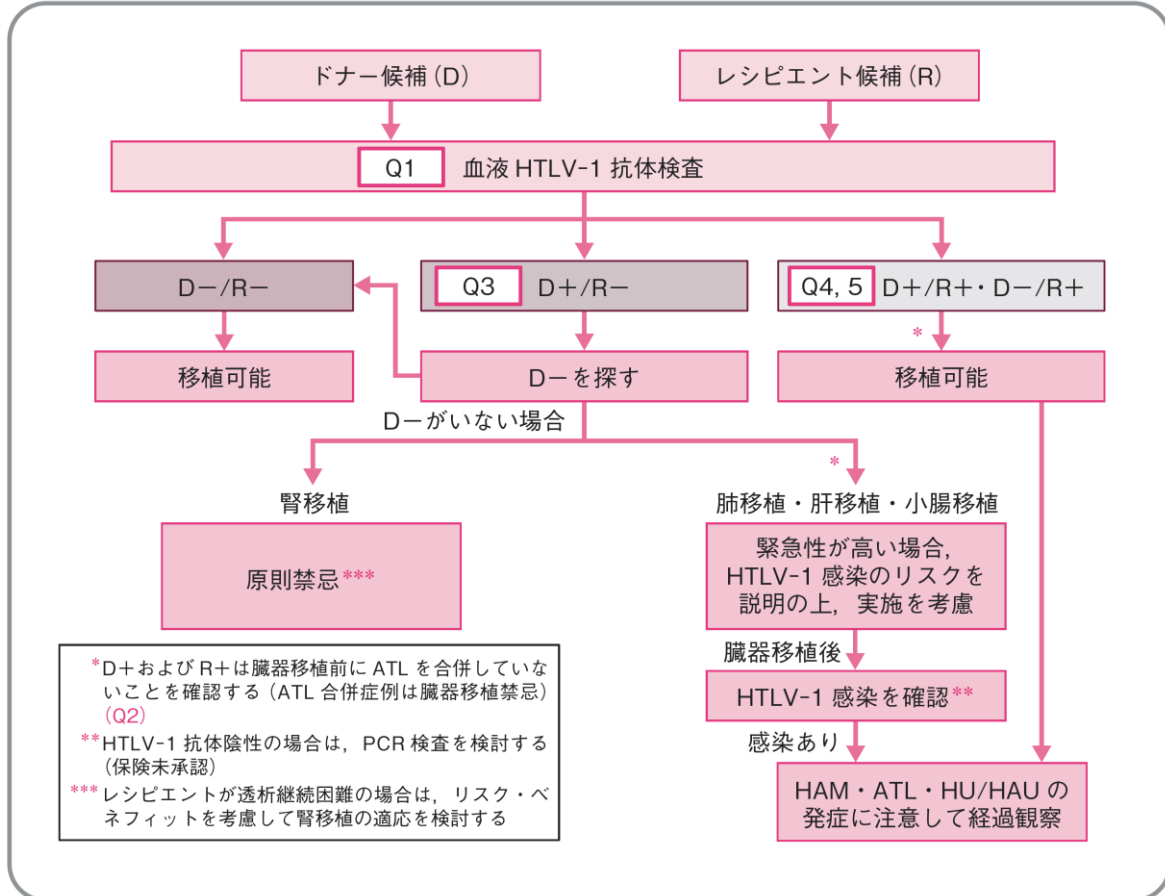 ドナー候補(D)
レシピエント候補(R)
Q1 血液HTLV-1抗体検査
D−/R−
Q3 D+/R−
Q4, 5 D+/R+・D−/R+
*
移植可能
D−を探す
移植可能
D−がいない場合
*
腎移植
肺移植・肝移植・小腸移植
原則禁忌***
緊急性が高い場合,
HTLV-1感染のリスクを
説明の上,実施を考慮
臓器移植後
HTLV-1感染を確認**
感染あり
HAM・ATL・HU/HAUの
発症に注意して経過観察
*D+およびR+は臓器移植前にATLを合併していな
いことを確認する(ATL合併症例は臓器移植禁忌)
(Q2)
**HTLV-1抗体陰性の場合は,PCR検査を検討する
(保険未承認)
***レシピエントが透析継続困難の場合は,リスク・ベ
ネフィットを考慮して腎移植の適応を検討する